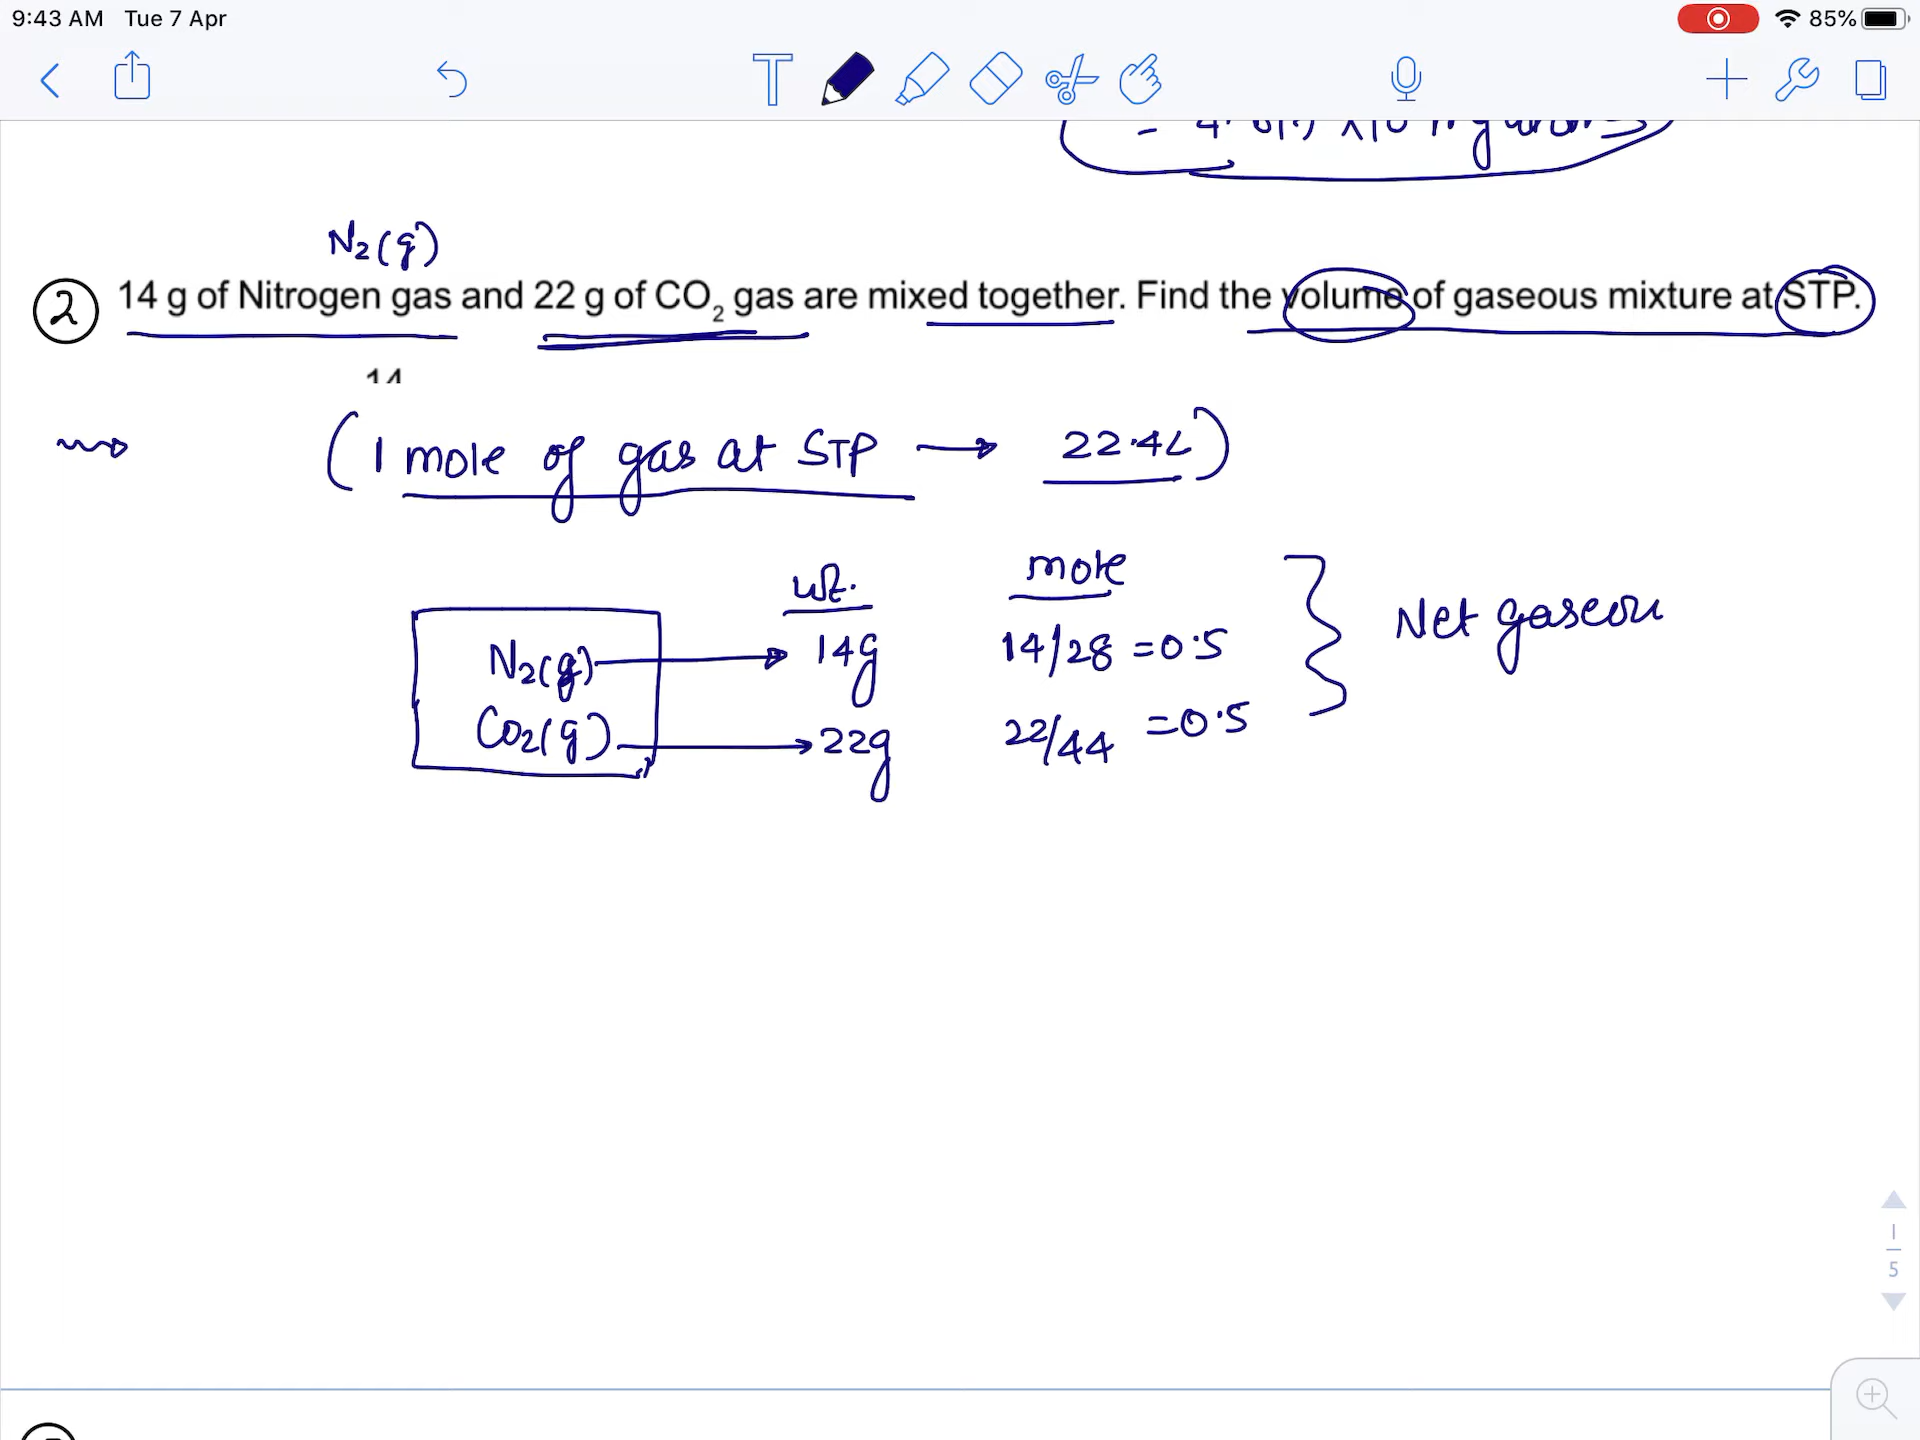 9:43 AM Tue 7 Apr
85%
T
N2(g)
2 14 g of Nitrogen gas and 22 g of CO2 gas are mixed together. Find the volume of gaseous mixture at STP.
14
(1 mole of gas at STP → 22.4L)
wt. mole
N2(g) → 14g 14/28 = 0.5
CO2(g) → 22g 22/44 = 0.5
Net gaseou
1
5